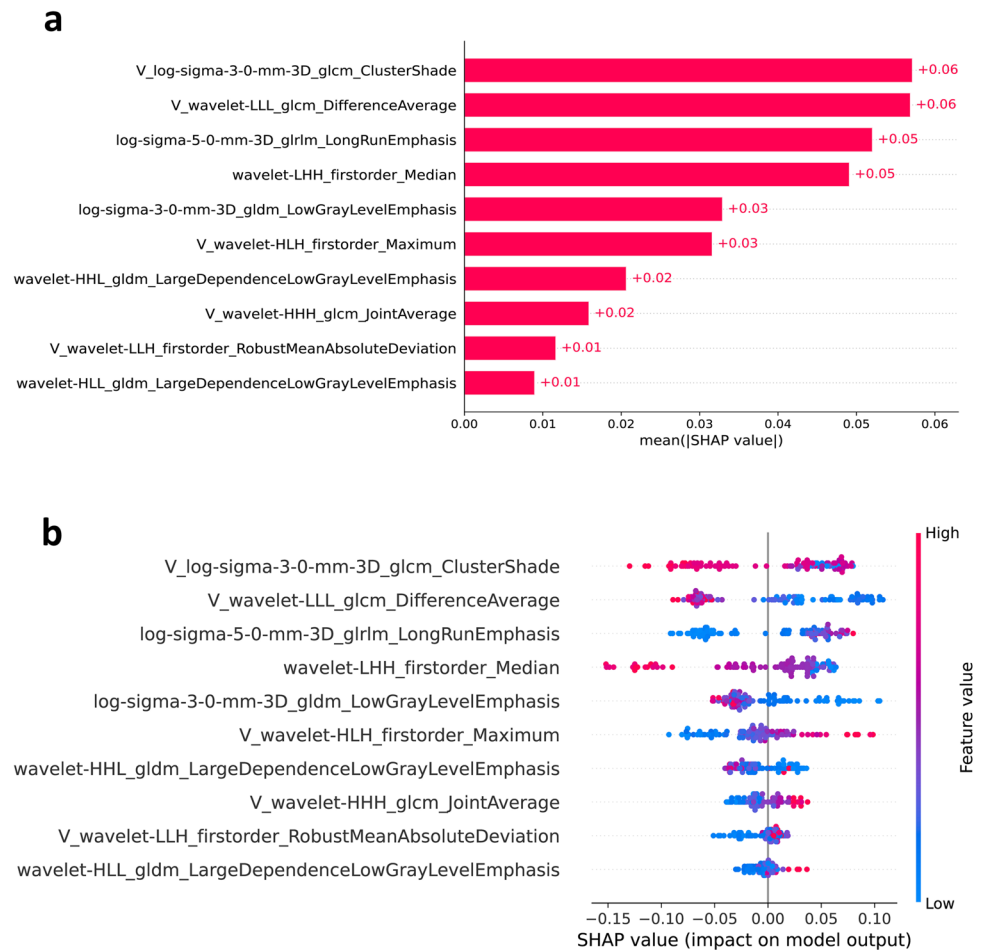 a
V_log-sigma-3-0-mm-3D_glcm_ClusterShade +0.06
V_wavelet-LLL_glcm_DifferenceAverage +0.06
log-sigma-5-0-mm-3D_glrlm_LongRunEmphasis +0.05
wavelet-LHH_firstorder_Median +0.05
log-sigma-3-0-mm-3D_gldm_LowGrayLevelEmphasis +0.03
V_wavelet-HLH_firstorder_Maximum +0.03
wavelet-HHL_gldm_LargeDependenceLowGrayLevelEmphasis +0.02
V_wavelet-HHH_glcm_JointAverage +0.02
V_wavelet-LLH_firstorder_RobustMeanAbsoluteDeviation +0.01
wavelet-HLL_gldm_LargeDependenceLowGrayLevelEmphasis +0.01
0.00 0.01 0.02 0.03 0.04 0.05 0.06
mean(|SHAP value|)
b
High
V_log-sigma-3-0-mm-3D_glcm_ClusterShade
V_wavelet-LLL_glcm_DifferenceAverage
log-sigma-5-0-mm-3D_glrlm_LongRunEmphasis
wavelet-LHH_firstorder_Median
log-sigma-3-0-mm-3D_gldm_LowGrayLevelEmphasis
V_wavelet-HLH_firstorder_Maximum
wavelet-HHL_gldm_LargeDependenceLowGrayLevelEmphasis
V_wavelet-HHH_glcm_JointAverage
V_wavelet-LLH_firstorder_RobustMeanAbsoluteDeviation
wavelet-HLL_gldm_LargeDependenceLowGrayLevelEmphasis
Feature value
Low
−0.15 −0.10 −0.05 0.00 0.05 0.10
SHAP value (impact on model output)